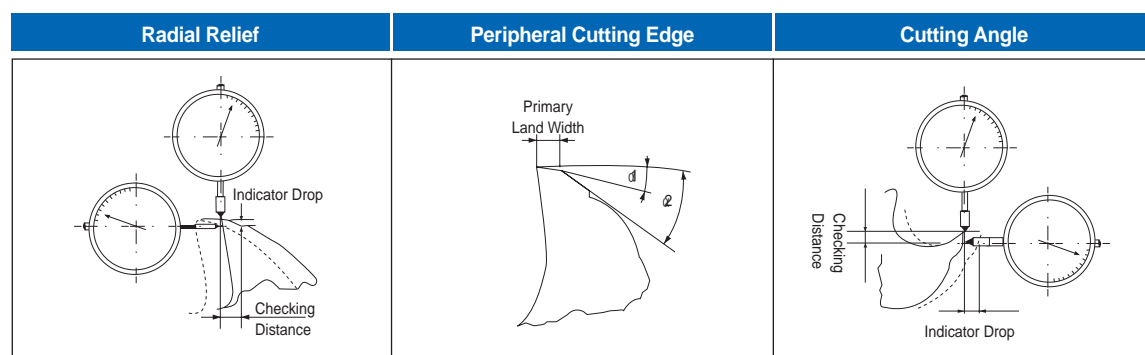 Radial Relief
Peripheral Cutting Edge
Cutting Angle
Indicator Drop
Checking
Distance
Primary
Land Width
Checking
Distance
Indicator Drop